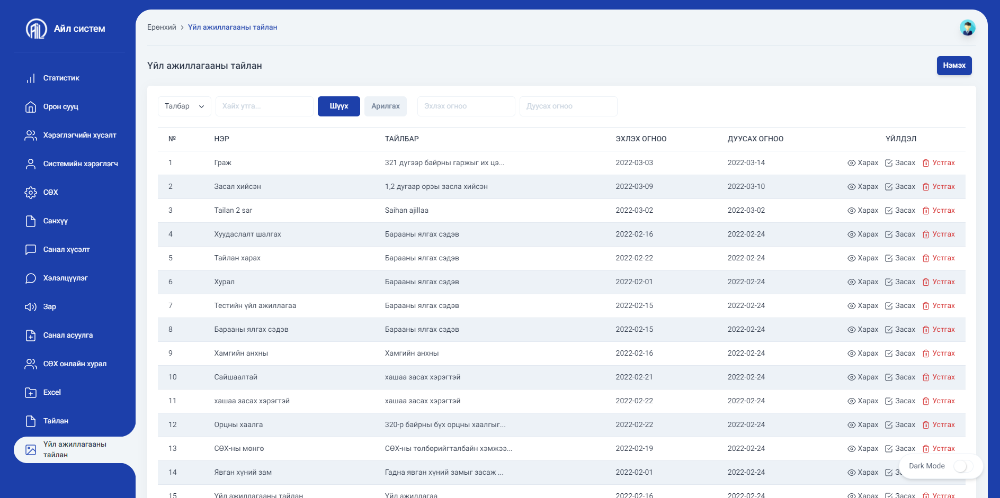 Айл систем
Статистик
Орон сууц
Хэрэглэгчийн хүсэлт
Системийн хэрэглэгч
СӨХ
Санхүү
Санал хүсэлт
Хэлэлцүүлэг
Зар
Санал асуулга
СӨХ онлайн хурал
Excel
Тайлан
Үйл ажиллагааны
тайлан
Ерөнхий > Үйл ажиллагааны тайлан
Үйл ажиллагааны тайлан
Нэмэх
Талбар Хайх утга... Шүүх Арилгах Эхлэх огноо Дуусах огноо
№ НЭР ТАЙЛБАР ЭХЛЭХ ОГНОО ДУУСАХ ОГНОО ҮЙЛДЭЛ
1 Граж 321 дүгээр байрны гаржыг их цэ... 2022-03-03 2022-03-14 Харах Засах Устгах
2 Засал хийсэн 1,2 дугаар орэы засла хийсэн 2022-03-09 2022-03-10 Харах Засах Устгах
3 Tailan 2 sar Saihan ajillaa 2022-03-02 2022-03-02 Харах Засах Устгах
4 Хуудаслалт шалгах Барааны ялгах сэдэв 2022-02-16 2022-02-24 Харах Засах Устгах
5 Тайлан харах Барааны ялгах сэдэв 2022-02-22 2022-02-24 Харах Засах Устгах
6 Хурал Барааны ялгах сэдэв 2022-02-01 2022-02-24 Харах Засах Устгах
7 Тестийн үйл ажиллагаа Барааны ялгах сэдэв 2022-02-15 2022-02-24 Харах Засах Устгах
8 Барааны ялгах сэдэв Барааны ялгах сэдэв 2022-02-15 2022-02-24 Харах Засах Устгах
9 Хамгийн анхны Хамгийн анхны 2022-02-16 2022-02-24 Харах Засах Устгах
10 Сайшаалтай хашаа засах хэрэгтэй 2022-02-21 2022-02-24 Харах Засах Устгах
11 хашаа засах хэрэгтэй хашаа засах хэрэгтэй 2022-02-22 2022-02-24 Харах Засах Устгах
12 Орцны хаалга 320-р байрны бүх орцны хаалгыг... 2022-02-22 2022-02-24 Харах Засах Устгах
13 СӨХ-ны мөнгө СӨХ-ны төлбөрийгталбайн хэмжээ... 2022-02-19 2022-02-24 Харах Засах Устгах
14 Явган хүний зам Гадна явган хүний замыг засаж ... 2022-02-01 2022-02-24 Харах
Dark Mode
15 Үйл ажиллагааны тайлан Үйл ажиллагаа 2022-02-16 2022-02-24 Харах Засах Устгах